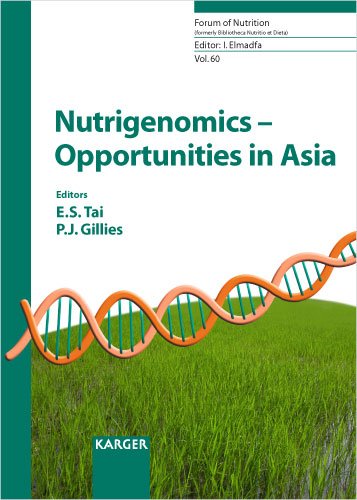 Forum of Nutrition
(formerly Bibliotheca Nutritio et Dieta)
Editor: I. Elmadfa
Vol. 60
Nutrigenomics –
Opportunities in Asia
Editors
E.S. Tai
P.J. Gillies
KARGER